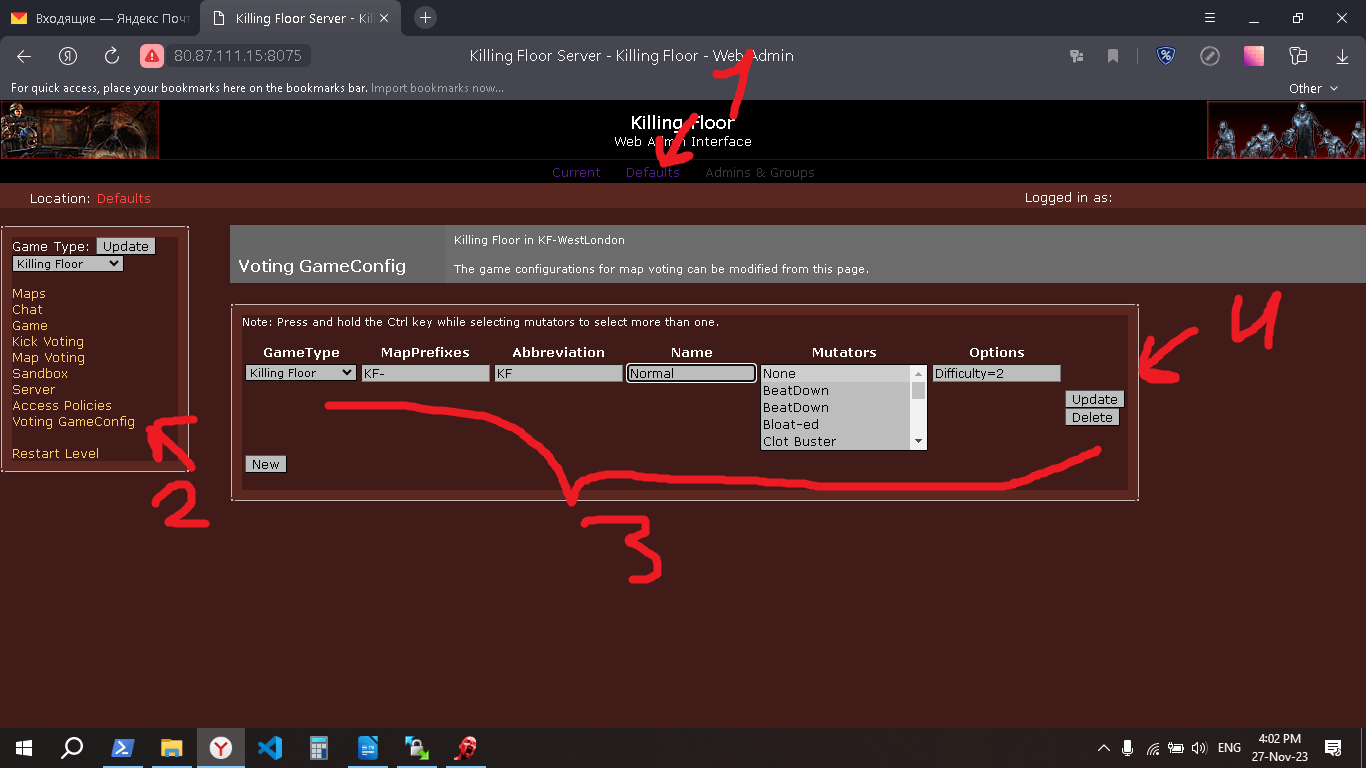 Входящие — Яндекс Почт
Killing Floor Server - Kil
80.87.111.15:8075
Killing Floor Server - Killing Floor - Web Admin
For quick access, place your bookmarks here on the bookmarks bar. Import bookmarks now...
Other
1
Killing Floor
Web Admin Interface
Current Defaults Admins & Groups
Location: Defaults
Logged in as:
Game Type: Update
Killing Floor
Maps
Chat
Game
Kick Voting
Map Voting
Sandbox
Server
Access Policies
Voting GameConfig
Restart Level
2
Voting GameConfig
Killing Floor in KF-WestLondon
The game configurations for map voting can be modified from this page.
Note: Press and hold the Ctrl key while selecting mutators to select more than one.
GameType MapPrefixes Abbreviation Name Mutators Options
Killing Floor KF- KF Normal None Difficulty=2
BeatDown
BeatDown
Bloat-ed
Clot Buster
Update
Delete
New
3
4
ENG
4:02 PM
27-Nov-23